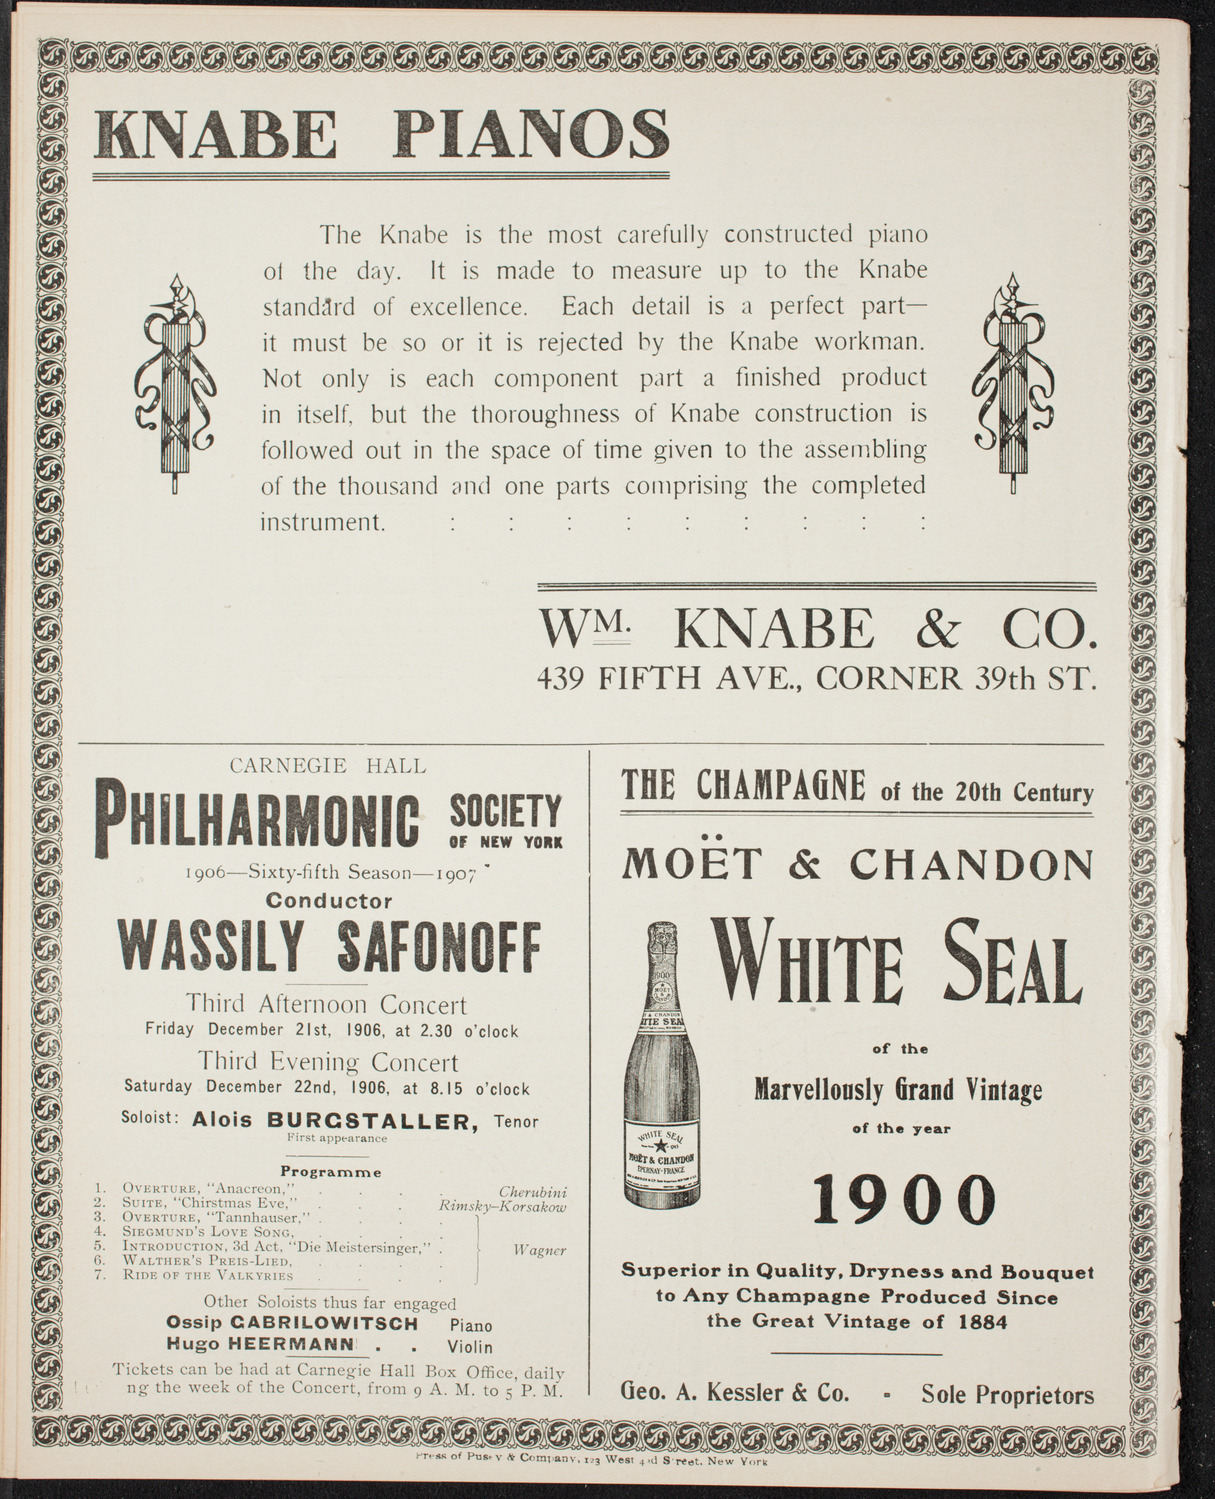 KNABE PIANOS
The Knabe is the most carefully constructed piano
of the day. It is made to measure up to the Knabe
standard of excellence. Each detail is a perfect part—
it must be so or it is rejected by the Knabe workman.
Not only is each component part a finished product
in itself, but the thoroughness of Knabe construction is
followed out in the space of time given to the assembling
of the thousand and one parts comprising the completed
instrument. : : : : : : : : :
WM. KNABE & CO.
439 FIFTH AVE., CORNER 39th ST.
CARNEGIE HALL
PHILHARMONIC SOCIETY
OF NEW YORK
1906—Sixty-fifth Season—1907
Conductor
WASSILY SAFONOFF
Third Afternoon Concert
Friday December 21st, 1906, at 2.30 o'clock
Third Evening Concert
Saturday December 22nd, 1906, at 8.15 o'clock
Soloist: Alois BURGSTALLER, Tenor
First appearance
Programme
1. OVERTURE, "Anacreon," . . . . Cherubini
2. SUITE, "Chirstmas Eve," . . . Rimsky-Korsakow
3. OVERTURE, "Tannhauser," . . . .
4. SIEGMUND'S LOVE SONG, . . . .
5. INTRODUCTION, 3d Act, "Die Meistersinger," . Wagner
6. WALTHER'S PREIS-LIED, . . . .
7. RIDE OF THE VALKYRIES . . . .
Other Soloists thus far engaged
Ossip GABRILOWITSCH Piano
Hugo HEERMANN . . Violin
Tickets can be had at Carnegie Hall Box Office, daily
ng the week of the Concert, from 9 A. M. to 5 P. M.
THE CHAMPAGNE of the 20th Century
MOËT & CHANDON
WHITE SEAL
of the
Marvellously Grand Vintage
of the year
1900
1900
MOËT
& CHANDON
ITE SEA
WHITE SEAL
MOËT & CHANDON
EPERNAY-FRANCE
Superior in Quality, Dryness and Bouquet
to Any Champagne Produced Since
the Great Vintage of 1884
Geo. A. Kessler & Co. - Sole Proprietors
Press of Pusey & Company, 123 West 43d Street, New York